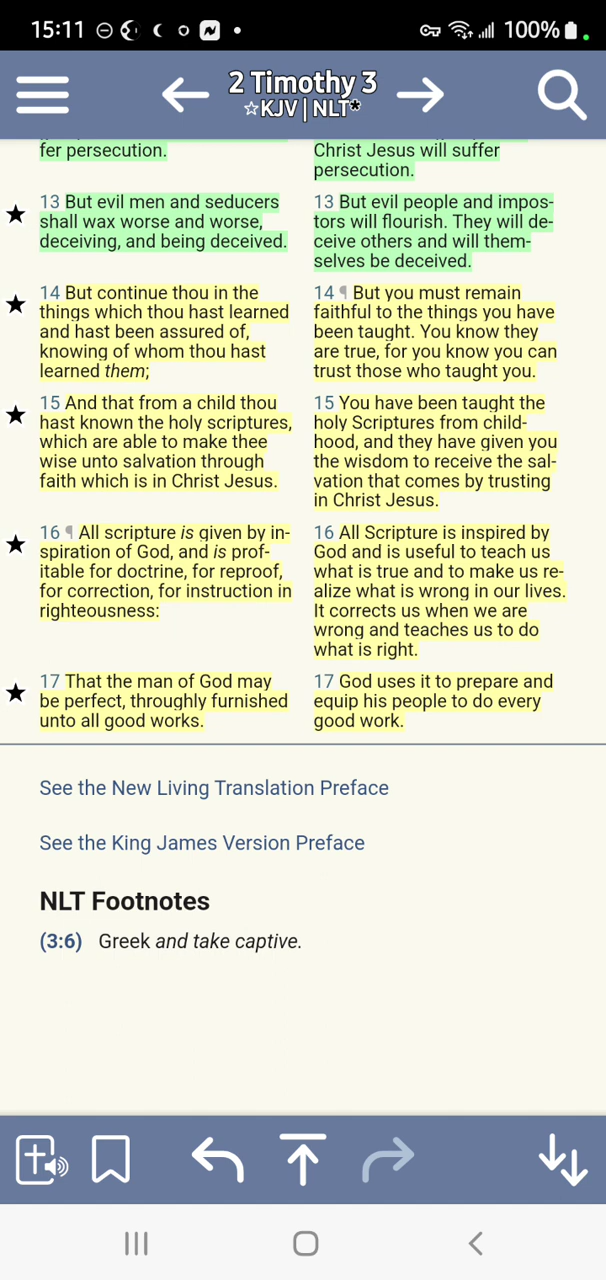 15:11
100%
2 Timothy 3
☆KJV | NLT*
fer persecution.
13 But evil men and seducers
shall wax worse and worse,
deceiving, and being deceived.
14 But continue thou in the
things which thou hast learned
and hast been assured of,
knowing of whom thou hast
learned them;
15 And that from a child thou
hast known the holy scriptures,
which are able to make thee
wise unto salvation through
faith which is in Christ Jesus.
16 ¶ All scripture is given by in-
spiration of God, and is prof-
itable for doctrine, for reproof,
for correction, for instruction in
righteousness:
17 That the man of God may
be perfect, throughly furnished
unto all good works.
Christ Jesus will suffer
persecution.
13 But evil people and impos-
tors will flourish. They will de-
ceive others and will them-
selves be deceived.
14 ¶ But you must remain
faithful to the things you have
been taught. You know they
are true, for you know you can
trust those who taught you.
15 You have been taught the
holy Scriptures from child-
hood, and they have given you
the wisdom to receive the sal-
vation that comes by trusting
in Christ Jesus.
16 All Scripture is inspired by
God and is useful to teach us
what is true and to make us re-
alize what is wrong in our lives.
It corrects us when we are
wrong and teaches us to do
what is right.
17 God uses it to prepare and
equip his people to do every
good work.
See the New Living Translation Preface
See the King James Version Preface
NLT Footnotes
(3:6) Greek and take captive.